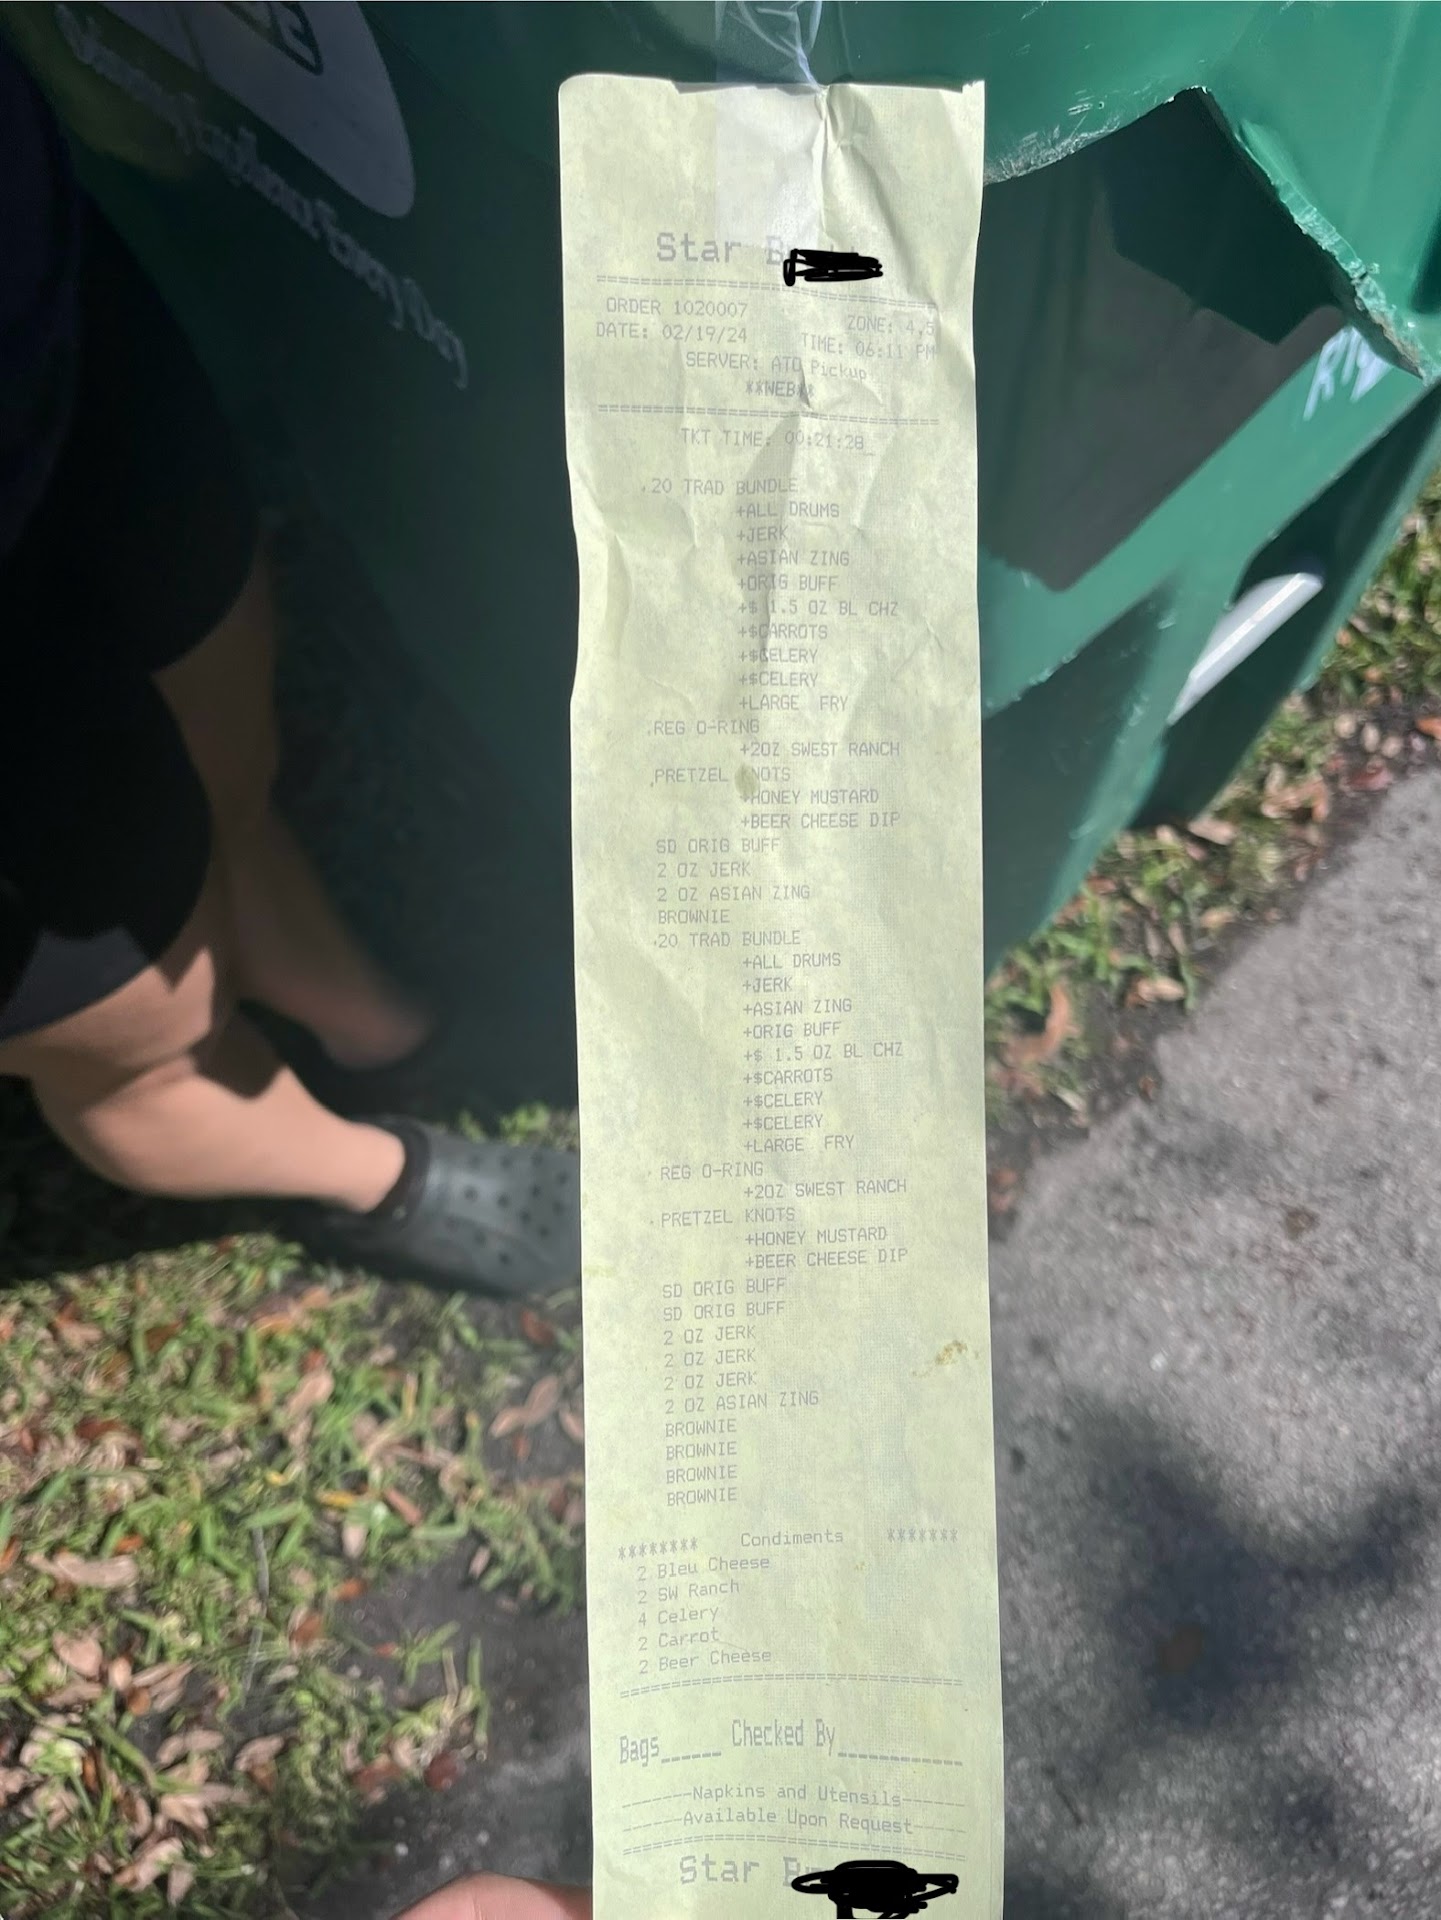 Star
ORDER 1020007 ZONE: 4,5
DATE: 02/19/24 TIME: 06:11 PM
SERVER: ATO Pickup
**WEB**
TKT TIME: 00:21:28_
.20 TRAD BUNDLE
+ALL DRUMS
+JERK
+ASIAN ZING
+ORIG BUFF
+$ 1.5 OZ BL CHZ
+$CARROTS
+$CELERY
+$CELERY
+LARGE FRY
.REG O-RING
+2OZ SWEST RANCH
.PRETZEL KNOTS
+HONEY MUSTARD
+BEER CHEESE DIP
SD ORIG BUFF
2 OZ JERK
2 OZ ASIAN ZING
BROWNIE
.20 TRAD BUNDLE
+ALL DRUMS
+JERK
+ASIAN ZING
+ORIG BUFF
+$ 1.5 OZ BL CHZ
+$CARROTS
+$CELERY
+$CELERY
+LARGE FRY
. REG O-RING
+2OZ SWEST RANCH
. PRETZEL KNOTS
+HONEY MUSTARD
+BEER CHEESE DIP
SD ORIG BUFF
SD ORIG BUFF
2 OZ JERK
2 OZ JERK
2 OZ JERK
2 OZ ASIAN ZING
BROWNIE
BROWNIE
BROWNIE
BROWNIE
******** Condiments *******
2 Bleu Cheese
2 SW Ranch
4 Celery
2 Carrot
2 Beer Cheese
Bags______ Checked By___________
------Napkins and Utensils------
------Available Upon Request-----
Star